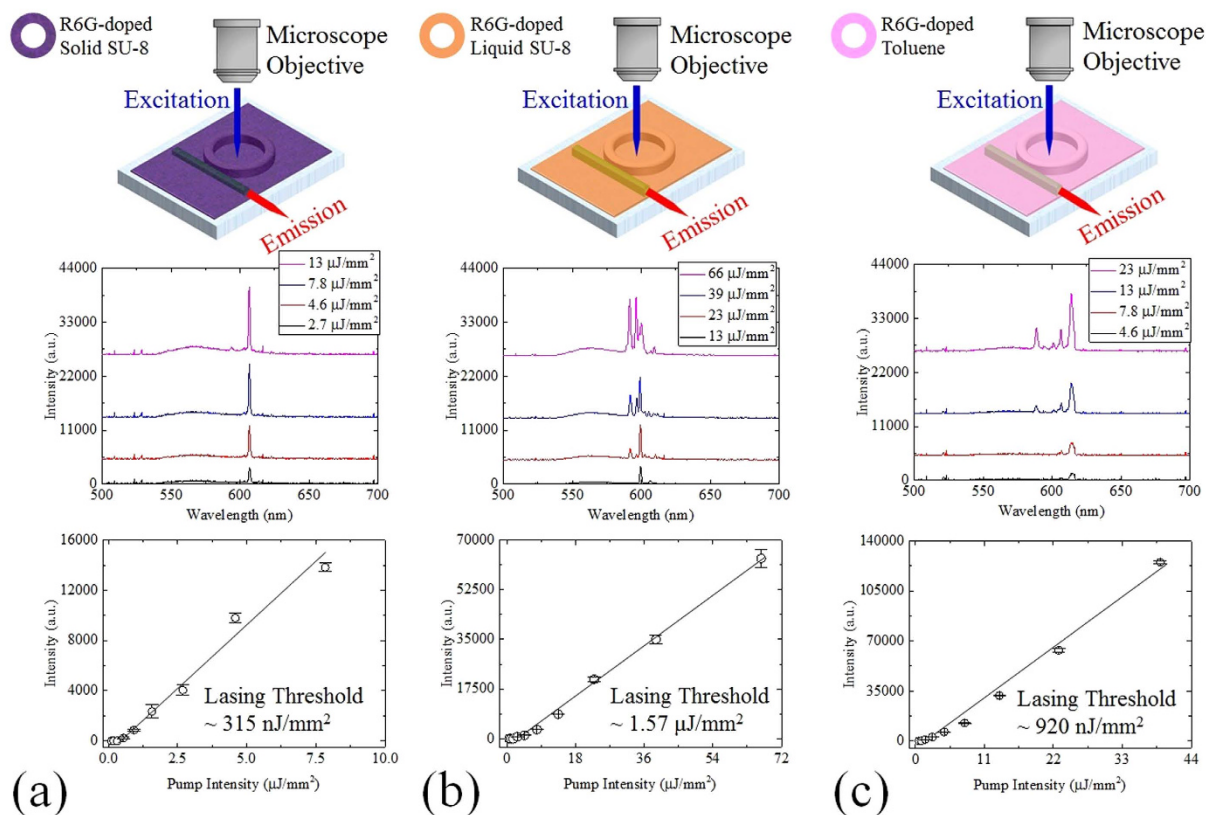 R6G-doped
Solid SU-8
Microscope
Objective
Excitation
Emission
R6G-doped
Liquid SU-8
Microscope
Objective
Excitation
Emission
R6G-doped
Toluene
Microscope
Objective
Excitation
Emission
44000
33000
22000
11000
0
Intensity (a.u.)
13 μJ/mm²
7.8 μJ/mm²
4.6 μJ/mm²
2.7 μJ/mm²
500 550 600 650 700
Wavelength (nm)
44000
33000
22000
11000
0
Intensity (a.u.)
66 μJ/mm²
39 μJ/mm²
23 μJ/mm²
13 μJ/mm²
500 550 600 650 700
Wavelength (nm)
44000
33000
22000
11000
0
Intensity (a.u.)
23 μJ/mm²
13 μJ/mm²
7.8 μJ/mm²
4.6 μJ/mm²
500 550 600 650 700
Wavelength (nm)
16000
12000
8000
4000
0
Intensity (a.u.)
Lasing Threshold
~ 315 nJ/mm²
0.0 2.5 5.0 7.5 10.0
Pump Intensity (μJ/mm²)
(a)
70000
52500
35000
17500
0
Intensity (a.u.)
Lasing Threshold
~ 1.57 μJ/mm²
0 18 36 54 72
Pump Intensity (μJ/mm²)
(b)
140000
105000
70000
35000
0
Intensity (a.u.)
Lasing Threshold
~ 920 nJ/mm²
0 11 22 33 44
Pump Intensity (μJ/mm²)
(c)